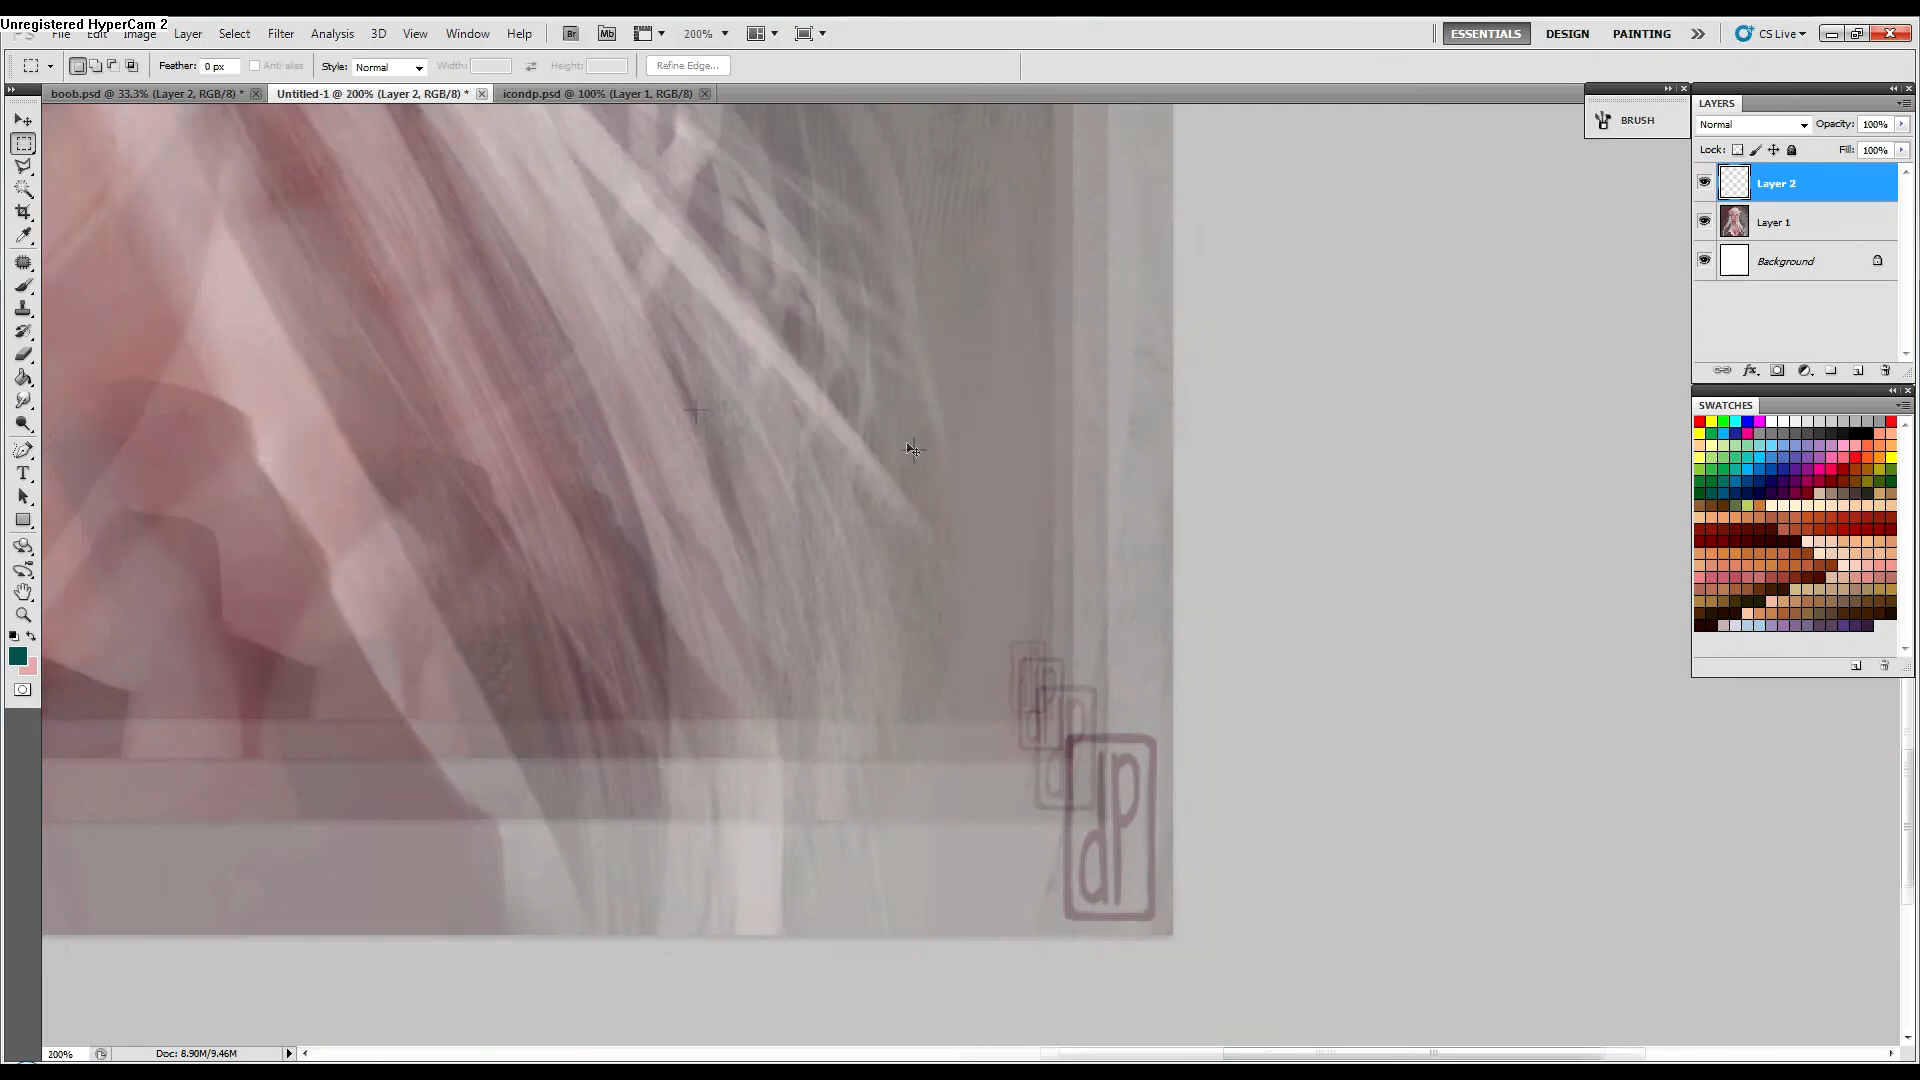 Unregistered HyperCam 2
File Edit Image Layer Select Filter Analysis 3D View Window Help Br Mb 200% ESSENTIALS DESIGN PAINTING CS Live
Feather: 0 px Anti-alias Style: Normal Width: Height: Refine Edge...
boob.psd @ 33.3% (Layer 2, RGB/8) * Untitled-1 @ 200% (Layer 2, RGB/8) * icondp.psd @ 100% (Layer 1, RGB/8)
BRUSH
LAYERS
Normal Opacity: 100%
Lock: Fill: 100%
Layer 2
Layer 1
Background
SWATCHES
dP
200% Doc: 8.90M/9.46M